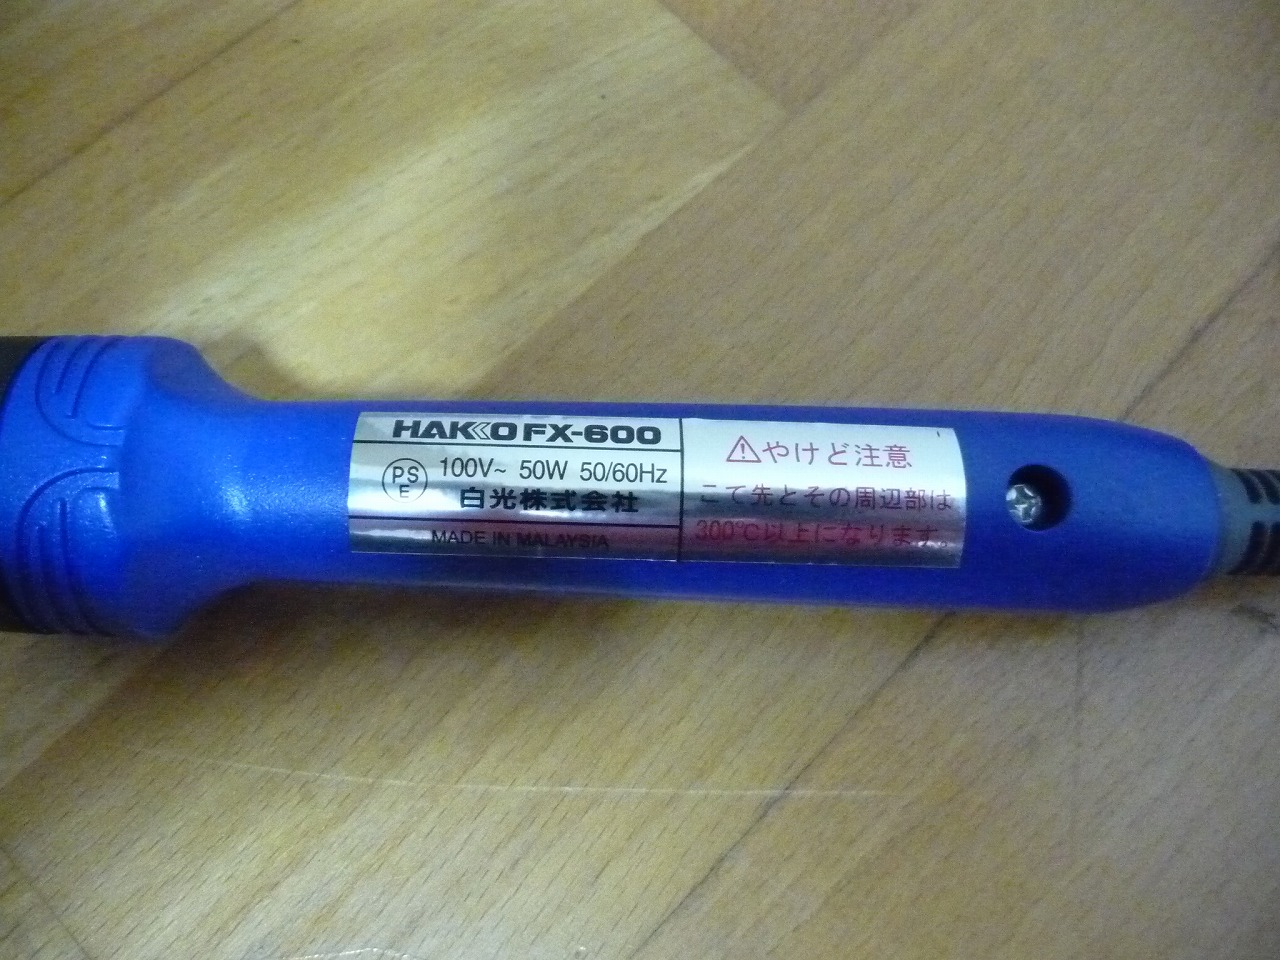 HAKKO FX-600
PS E 100V~ 50W 50/60Hz
白光株式会社
MADE IN MALAYSIA
⚠やけど注意
こて先とその周辺部は
300℃以上になります。